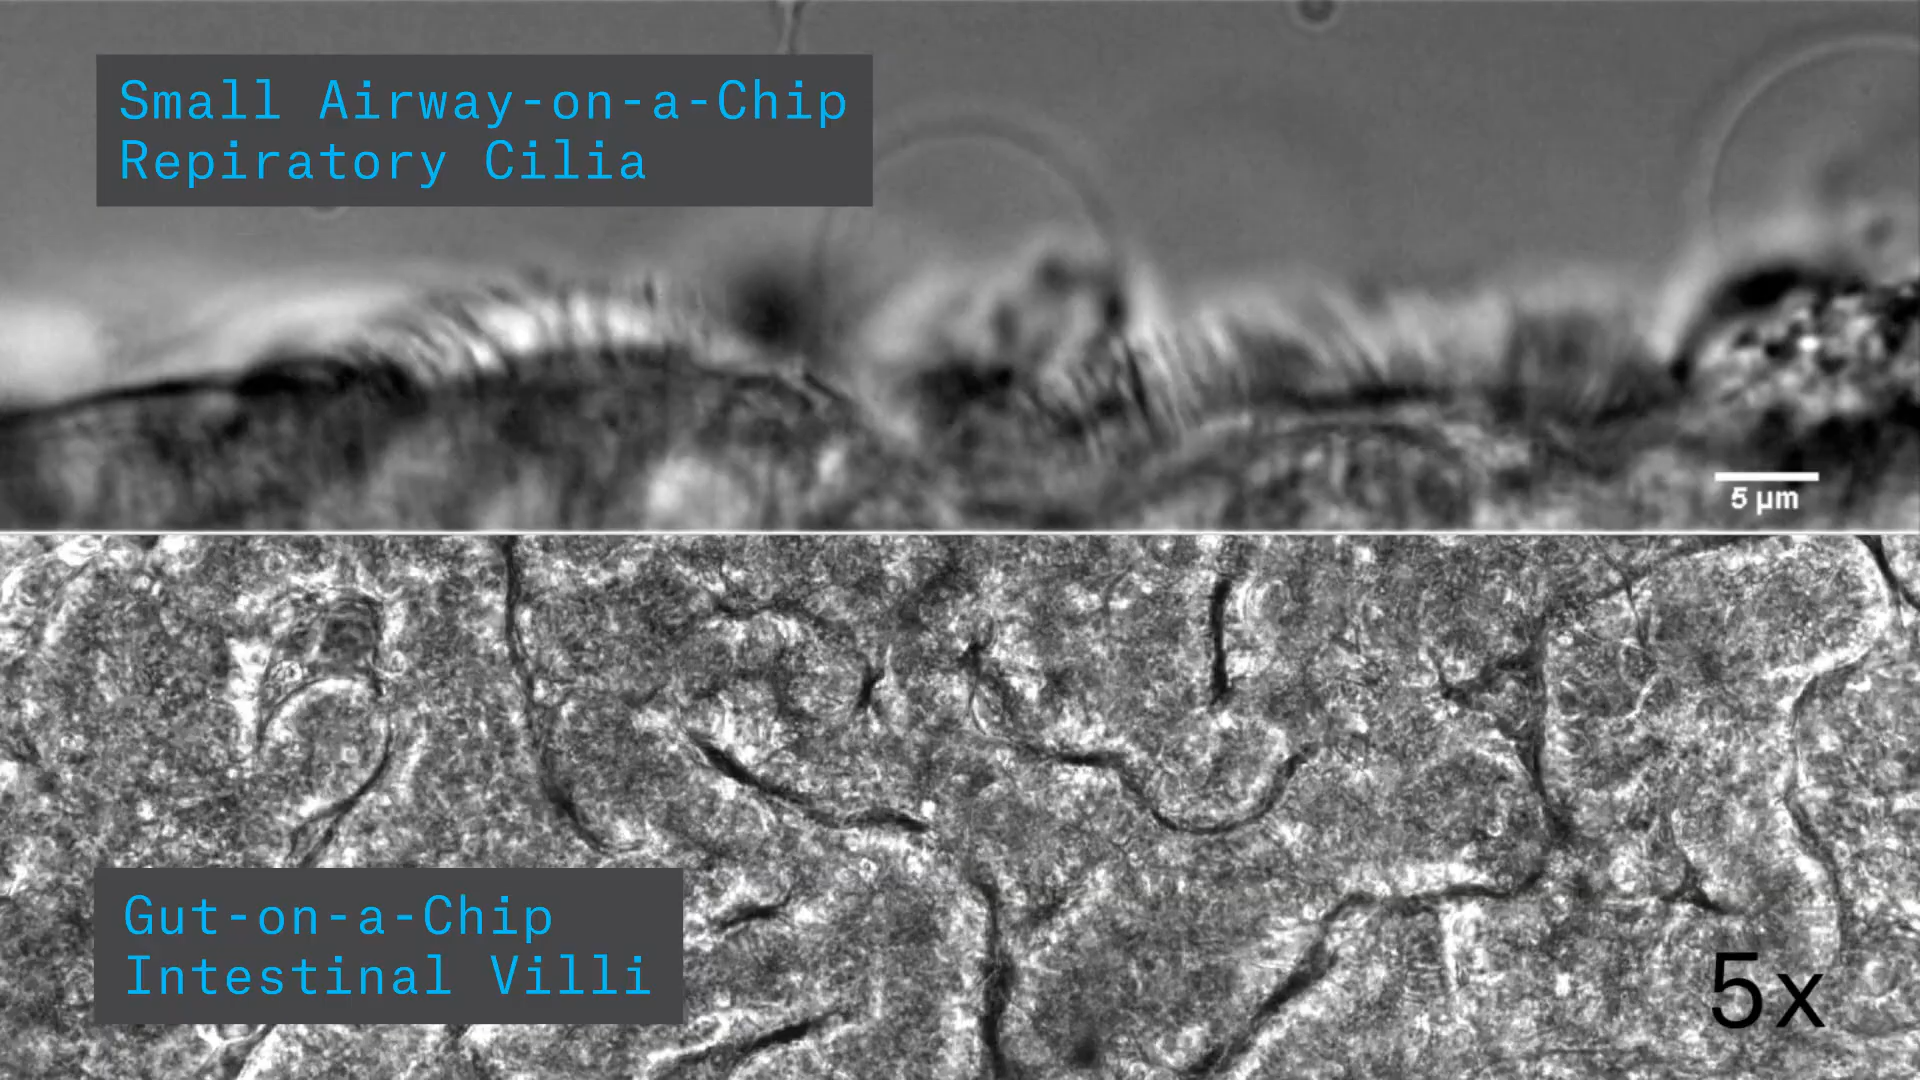 Small Airway-on-a-Chip
Repiratory Cilia
5 µm
Gut-on-a-Chip
Intestinal Villi
5x